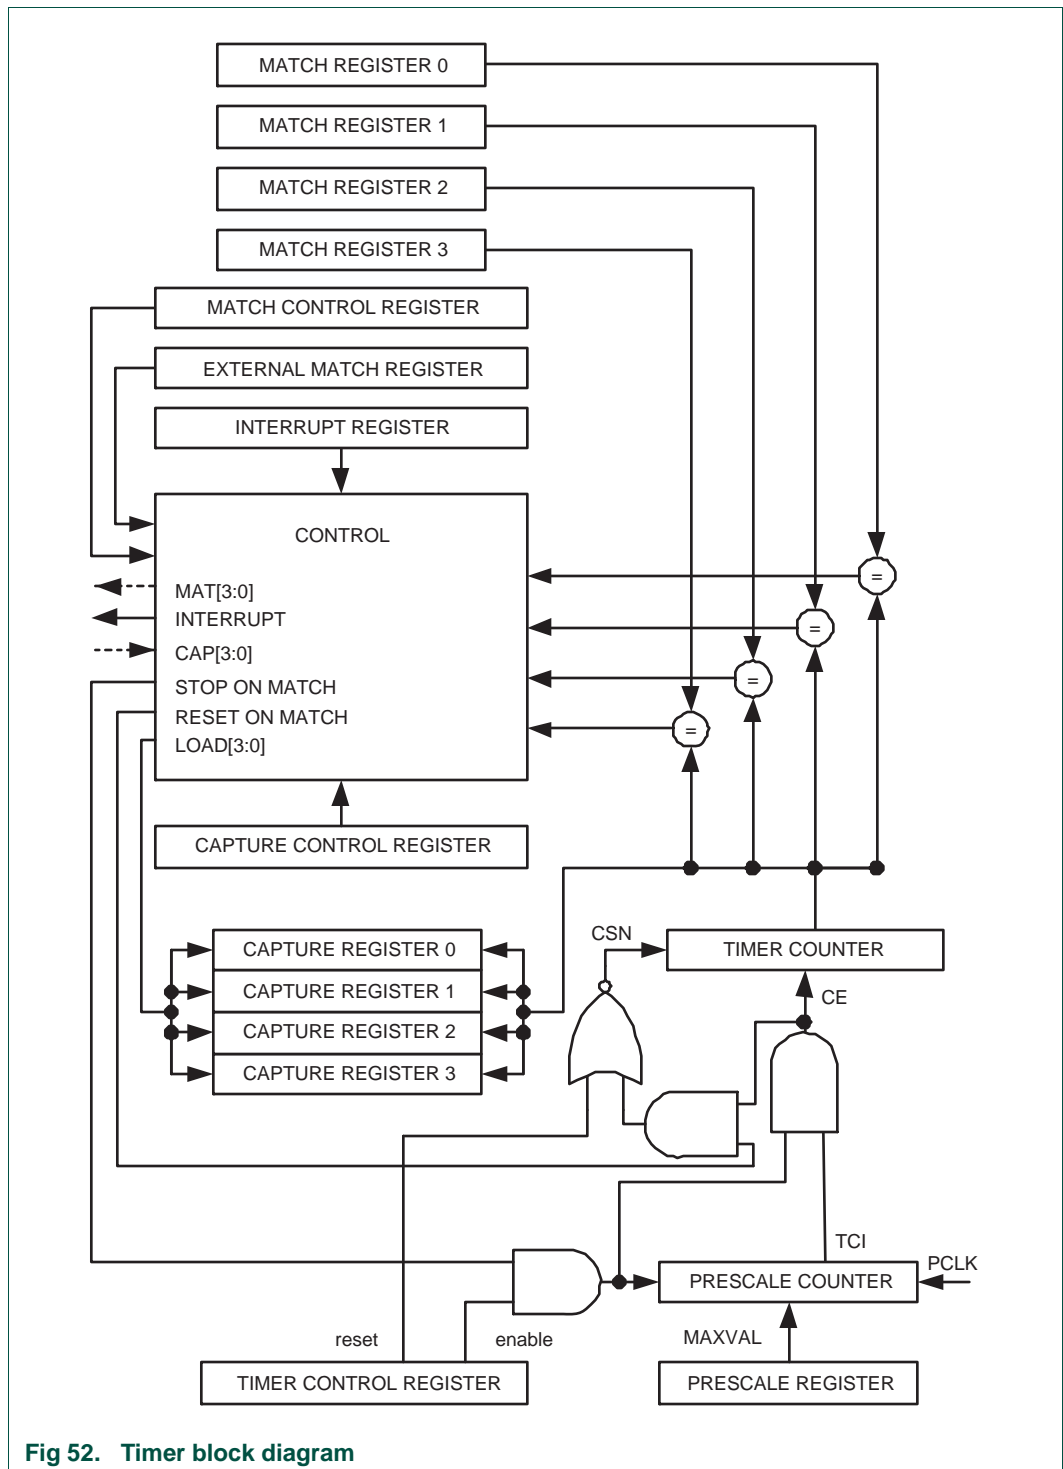 MATCH REGISTER 0
MATCH REGISTER 1
MATCH REGISTER 2
MATCH REGISTER 3
MATCH CONTROL REGISTER
EXTERNAL MATCH REGISTER
INTERRUPT REGISTER
CONTROL
MAT[3:0]
INTERRUPT
CAP[3:0]
STOP ON MATCH
RESET ON MATCH
LOAD[3:0]
=
=
=
=
CAPTURE CONTROL REGISTER
CSN
CAPTURE REGISTER 0
TIMER COUNTER
CAPTURE REGISTER 1
CE
CAPTURE REGISTER 2
CAPTURE REGISTER 3
TCI
PCLK
PRESCALE COUNTER
reset
enable
MAXVAL
TIMER CONTROL REGISTER
PRESCALE REGISTER
Fig 52. Timer block diagram